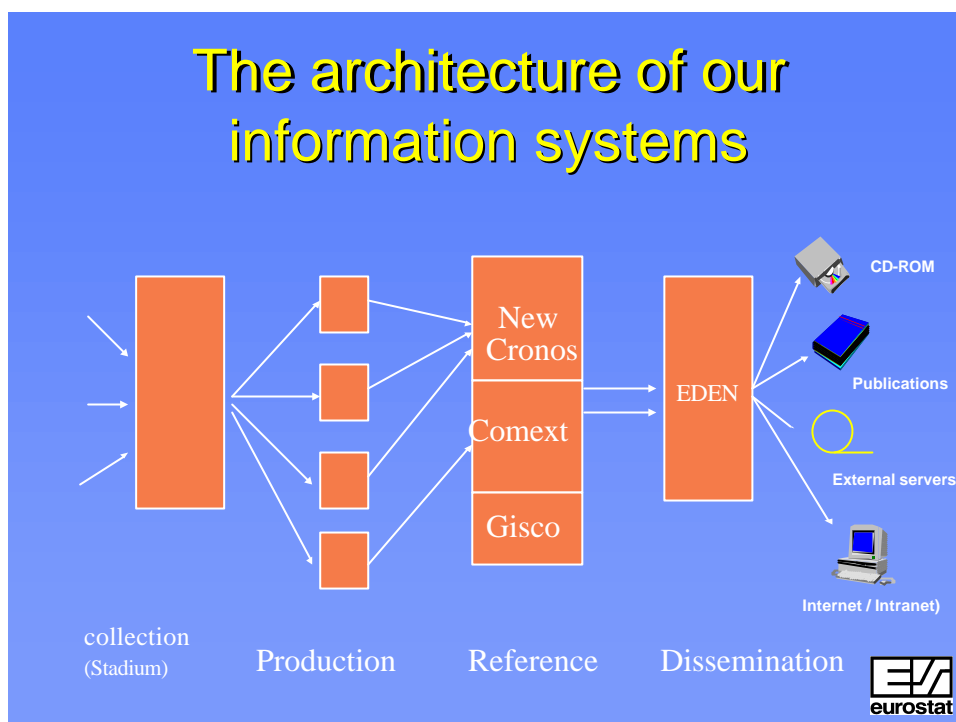 The architecture of our
information systems
CD-ROM
New
Cronos
Publications
EDEN
Comext
External servers
Gisco
Internet / Intranet)
collection
(Stadium)
Production
Reference
Dissemination
eurostat